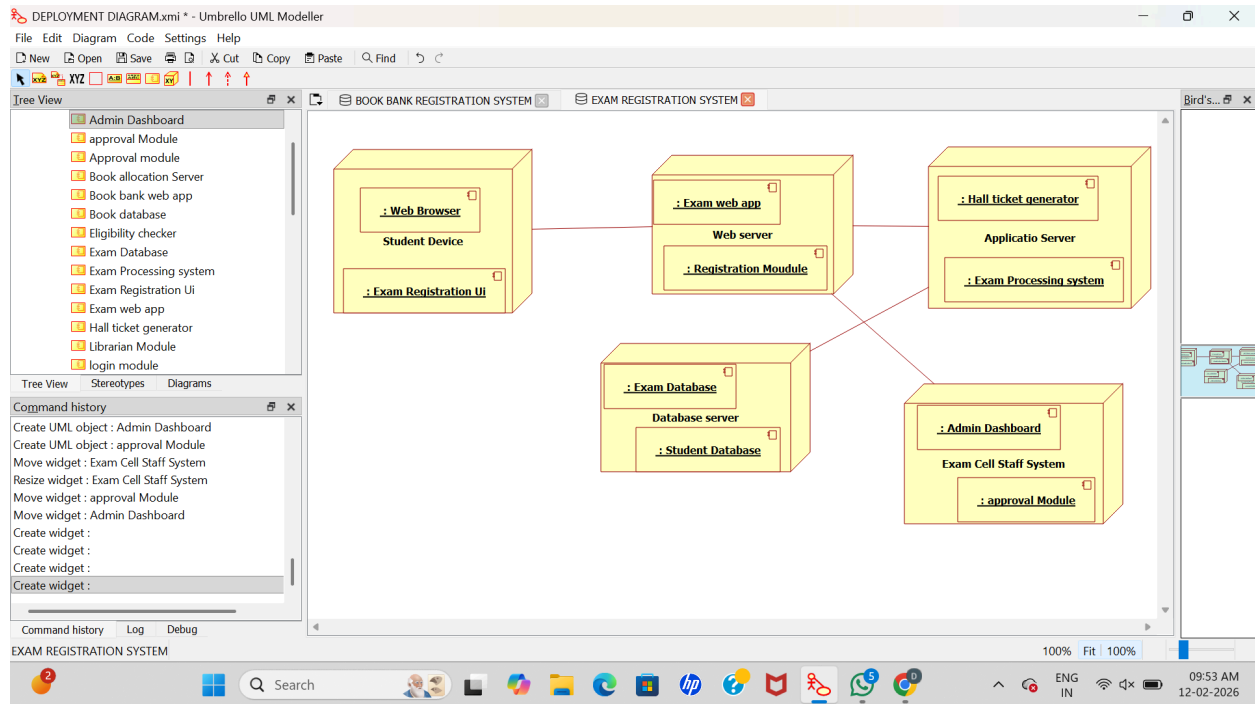 DEPLOYMENT DIAGRAM.xmi * - Umbrello UML Modeller
File Edit Diagram Code Settings Help
New Open Save Cut Copy Paste Find
XYZ XYZ A:B XY
Tree View
BOOK BANK REGISTRATION SYSTEM EXAM REGISTRATION SYSTEM
Bird's...
Admin Dashboard
approval Module
Approval module
Book allocation Server
Book bank web app
Book database
Eligibility checker
Exam Database
Exam Processing system
Exam Registration Ui
Exam web app
Hall ticket generator
Librarian Module
login module
Tree View Stereotypes Diagrams
Command history
Create UML object : Admin Dashboard
Create UML object : approval Module
Move widget : Exam Cell Staff System
Resize widget : Exam Cell Staff System
Move widget : approval Module
Move widget : Admin Dashboard
Create widget :
Create widget :
Create widget :
Create widget :
Command history Log Debug
: Web Browser
Student Device
: Exam Registration Ui
: Exam web app
Web server
: Registration Moudule
: Hall ticket generator
Applicatio Server
: Exam Processing system
: Exam Database
Database server
: Student Database
: Admin Dashboard
Exam Cell Staff System
: approval Module
EXAM REGISTRATION SYSTEM
100% Fit 100%
2
Search
hp
5
D
ENG
IN
09:53 AM
12-02-2026